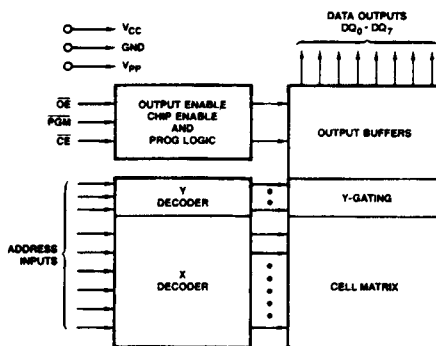 DATA OUTPUTS
DQ0 - DQ7
VCC
GND
VPP
OE
PGM
CE
OUTPUT ENABLE
CHIP ENABLE
AND
PROG LOGIC
OUTPUT BUFFERS
Y
DECODER
Y-GATING
ADDRESS
INPUTS
X
DECODER
CELL MATRIX